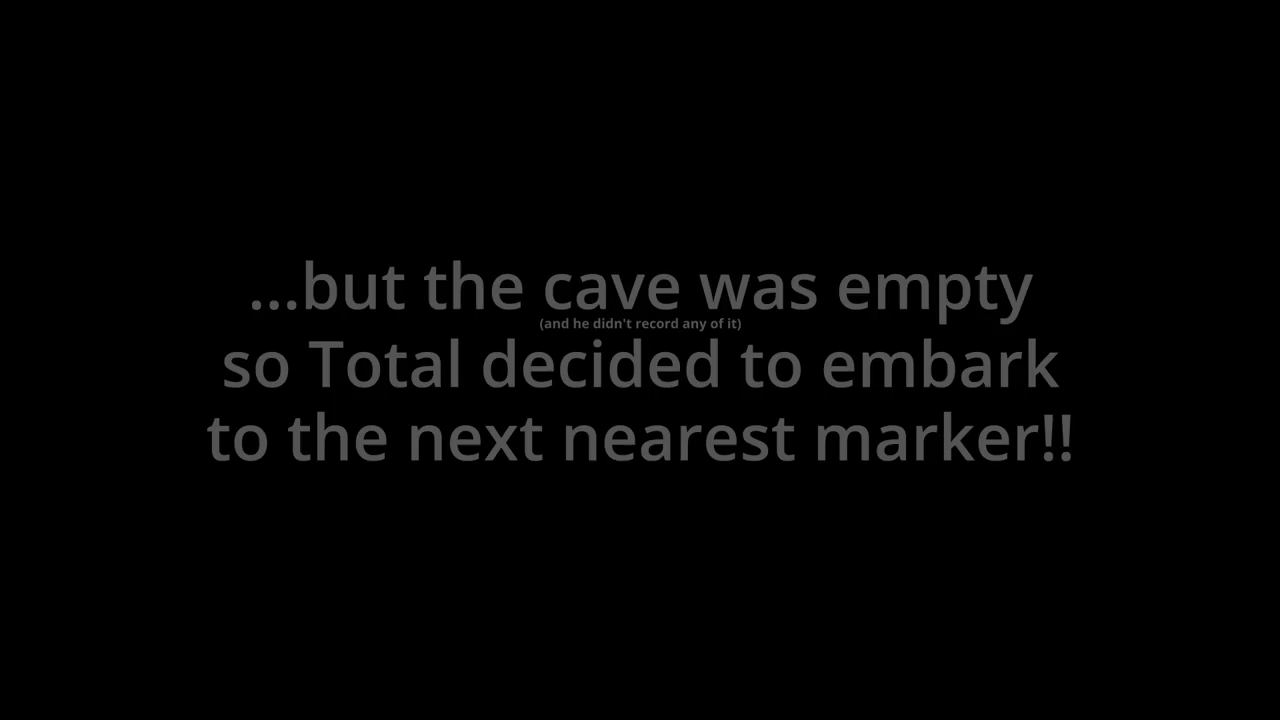 ...but the cave was empty
(and he didn't record any of it)
so Total decided to embark
to the next nearest marker!!